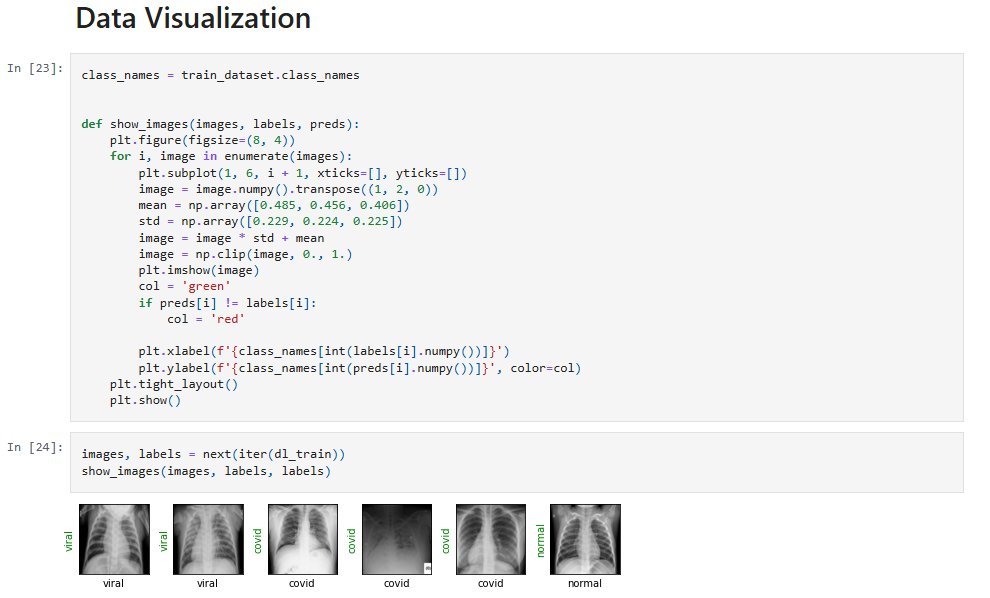 Data Visualization
In [23]:
class_names = train_dataset.class_names
def show_images(images, labels, preds):
    plt.figure(figsize=(8, 4))
    for i, image in enumerate(images):
        plt.subplot(1, 6, i + 1, xticks=[], yticks=[])
        image = image.numpy().transpose((1, 2, 0))
        mean = np.array([0.485, 0.456, 0.406])
        std = np.array([0.229, 0.224, 0.225])
        image = image * std + mean
        image = np.clip(image, 0., 1.)
        plt.imshow(image)
        col = 'green'
        if preds[i] != labels[i]:
            col = 'red'
        plt.xlabel(f'{class_names[int(labels[i].numpy())]}')
        plt.ylabel(f'{class_names[int(preds[i].numpy())]}', color=col)
    plt.tight_layout()
    plt.show()
In [24]:
images, labels = next(iter(dl_train))
show_images(images, labels, labels)
viral viral covid covid covid normal
viral viral covid covid covid normal